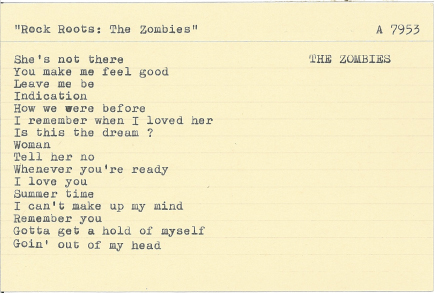 "Rock Roots: The Zombies" A 7953
She's not there THE ZOMBIES
You make me feel good
Leave me be
Indication
How we were before
I remember when I loved her
Is this the dream ?
Woman
Tell her no
Whenever you're ready
I love you
Summer time
I can't make up my mind
Remember you
Gotta get a hold of myself
Goin' out of my head